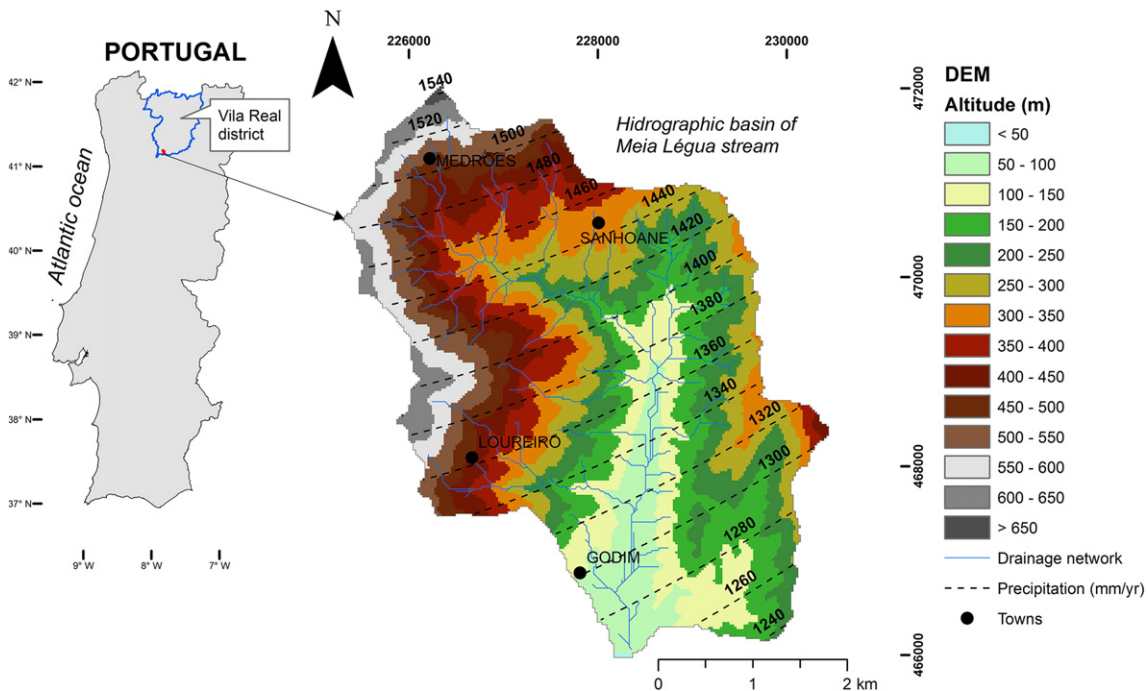 PORTUGAL
42° N
41° N
40° N
39° N
38° N
37° N
9° W
8° W
7° W
Atlantic ocean
Vila Real
district
N
226000
228000
230000
472000
470000
468000
466000
Hidrographic basin of
Meia Légua stream
1540
1520
1500
1480
1460
1440
1420
1400
1380
1360
1340
1320
1300
1280
1260
1240
MEDRÕES
SANHOANE
LOUREIRO
GODIM
0 1 2 km
DEM
Altitude (m)
< 50
50 - 100
100 - 150
150 - 200
200 - 250
250 - 300
300 - 350
350 - 400
400 - 450
450 - 500
500 - 550
550 - 600
600 - 650
> 650
Drainage network
Precipitation (mm/yr)
Towns